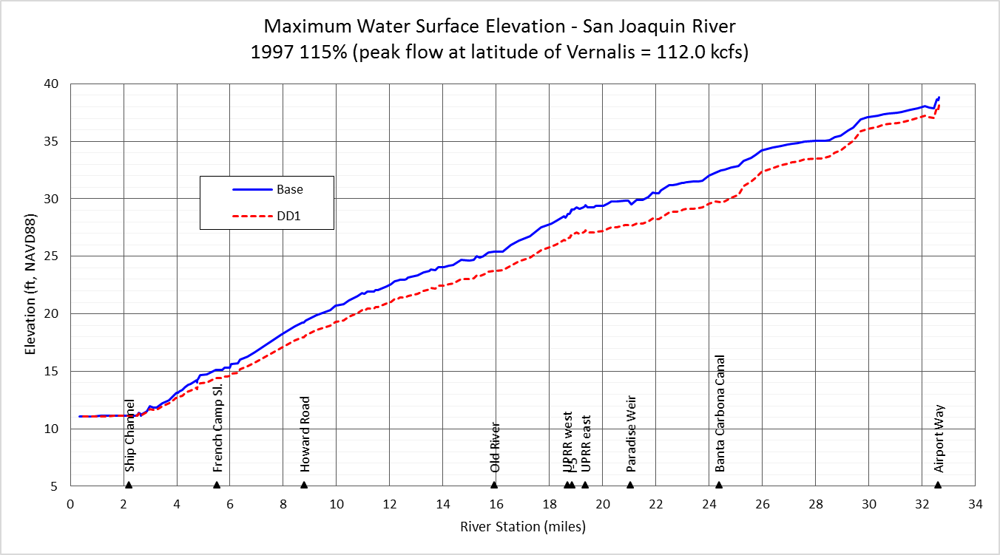 Maximum Water Surface Elevation - San Joaquin River
1997 115% (peak flow at latitude of Vernalis = 112.0 kcfs)
Elevation (ft, NAVD88)
40
35
30
25
20
15
10
5
Base
DD1
Ship Channel
French Camp Sl.
Howard Road
Old River
UPRR west
I-5
UPRR east
Paradise Weir
Banta Carbona Canal
Airport Way
0 2 4 6 8 10 12 14 16 18 20 22 24 26 28 30 32 34
River Station (miles)